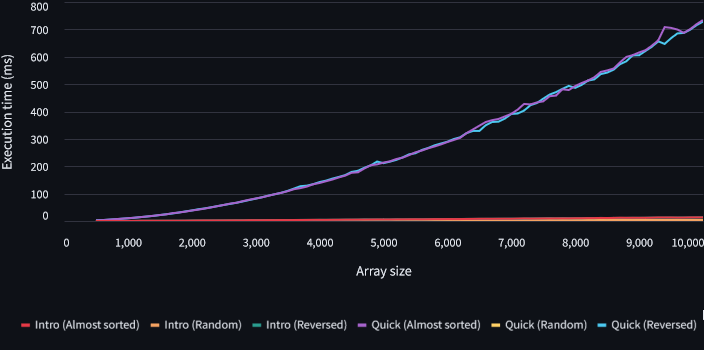 800
700
600
500
400
300
200
100
0
Execution time (ms)
0 1,000 2,000 3,000 4,000 5,000 6,000 7,000 8,000 9,000 10,000
Array size
Intro (Almost sorted) Intro (Random) Intro (Reversed) Quick (Almost sorted) Quick (Random) Quick (Reversed)